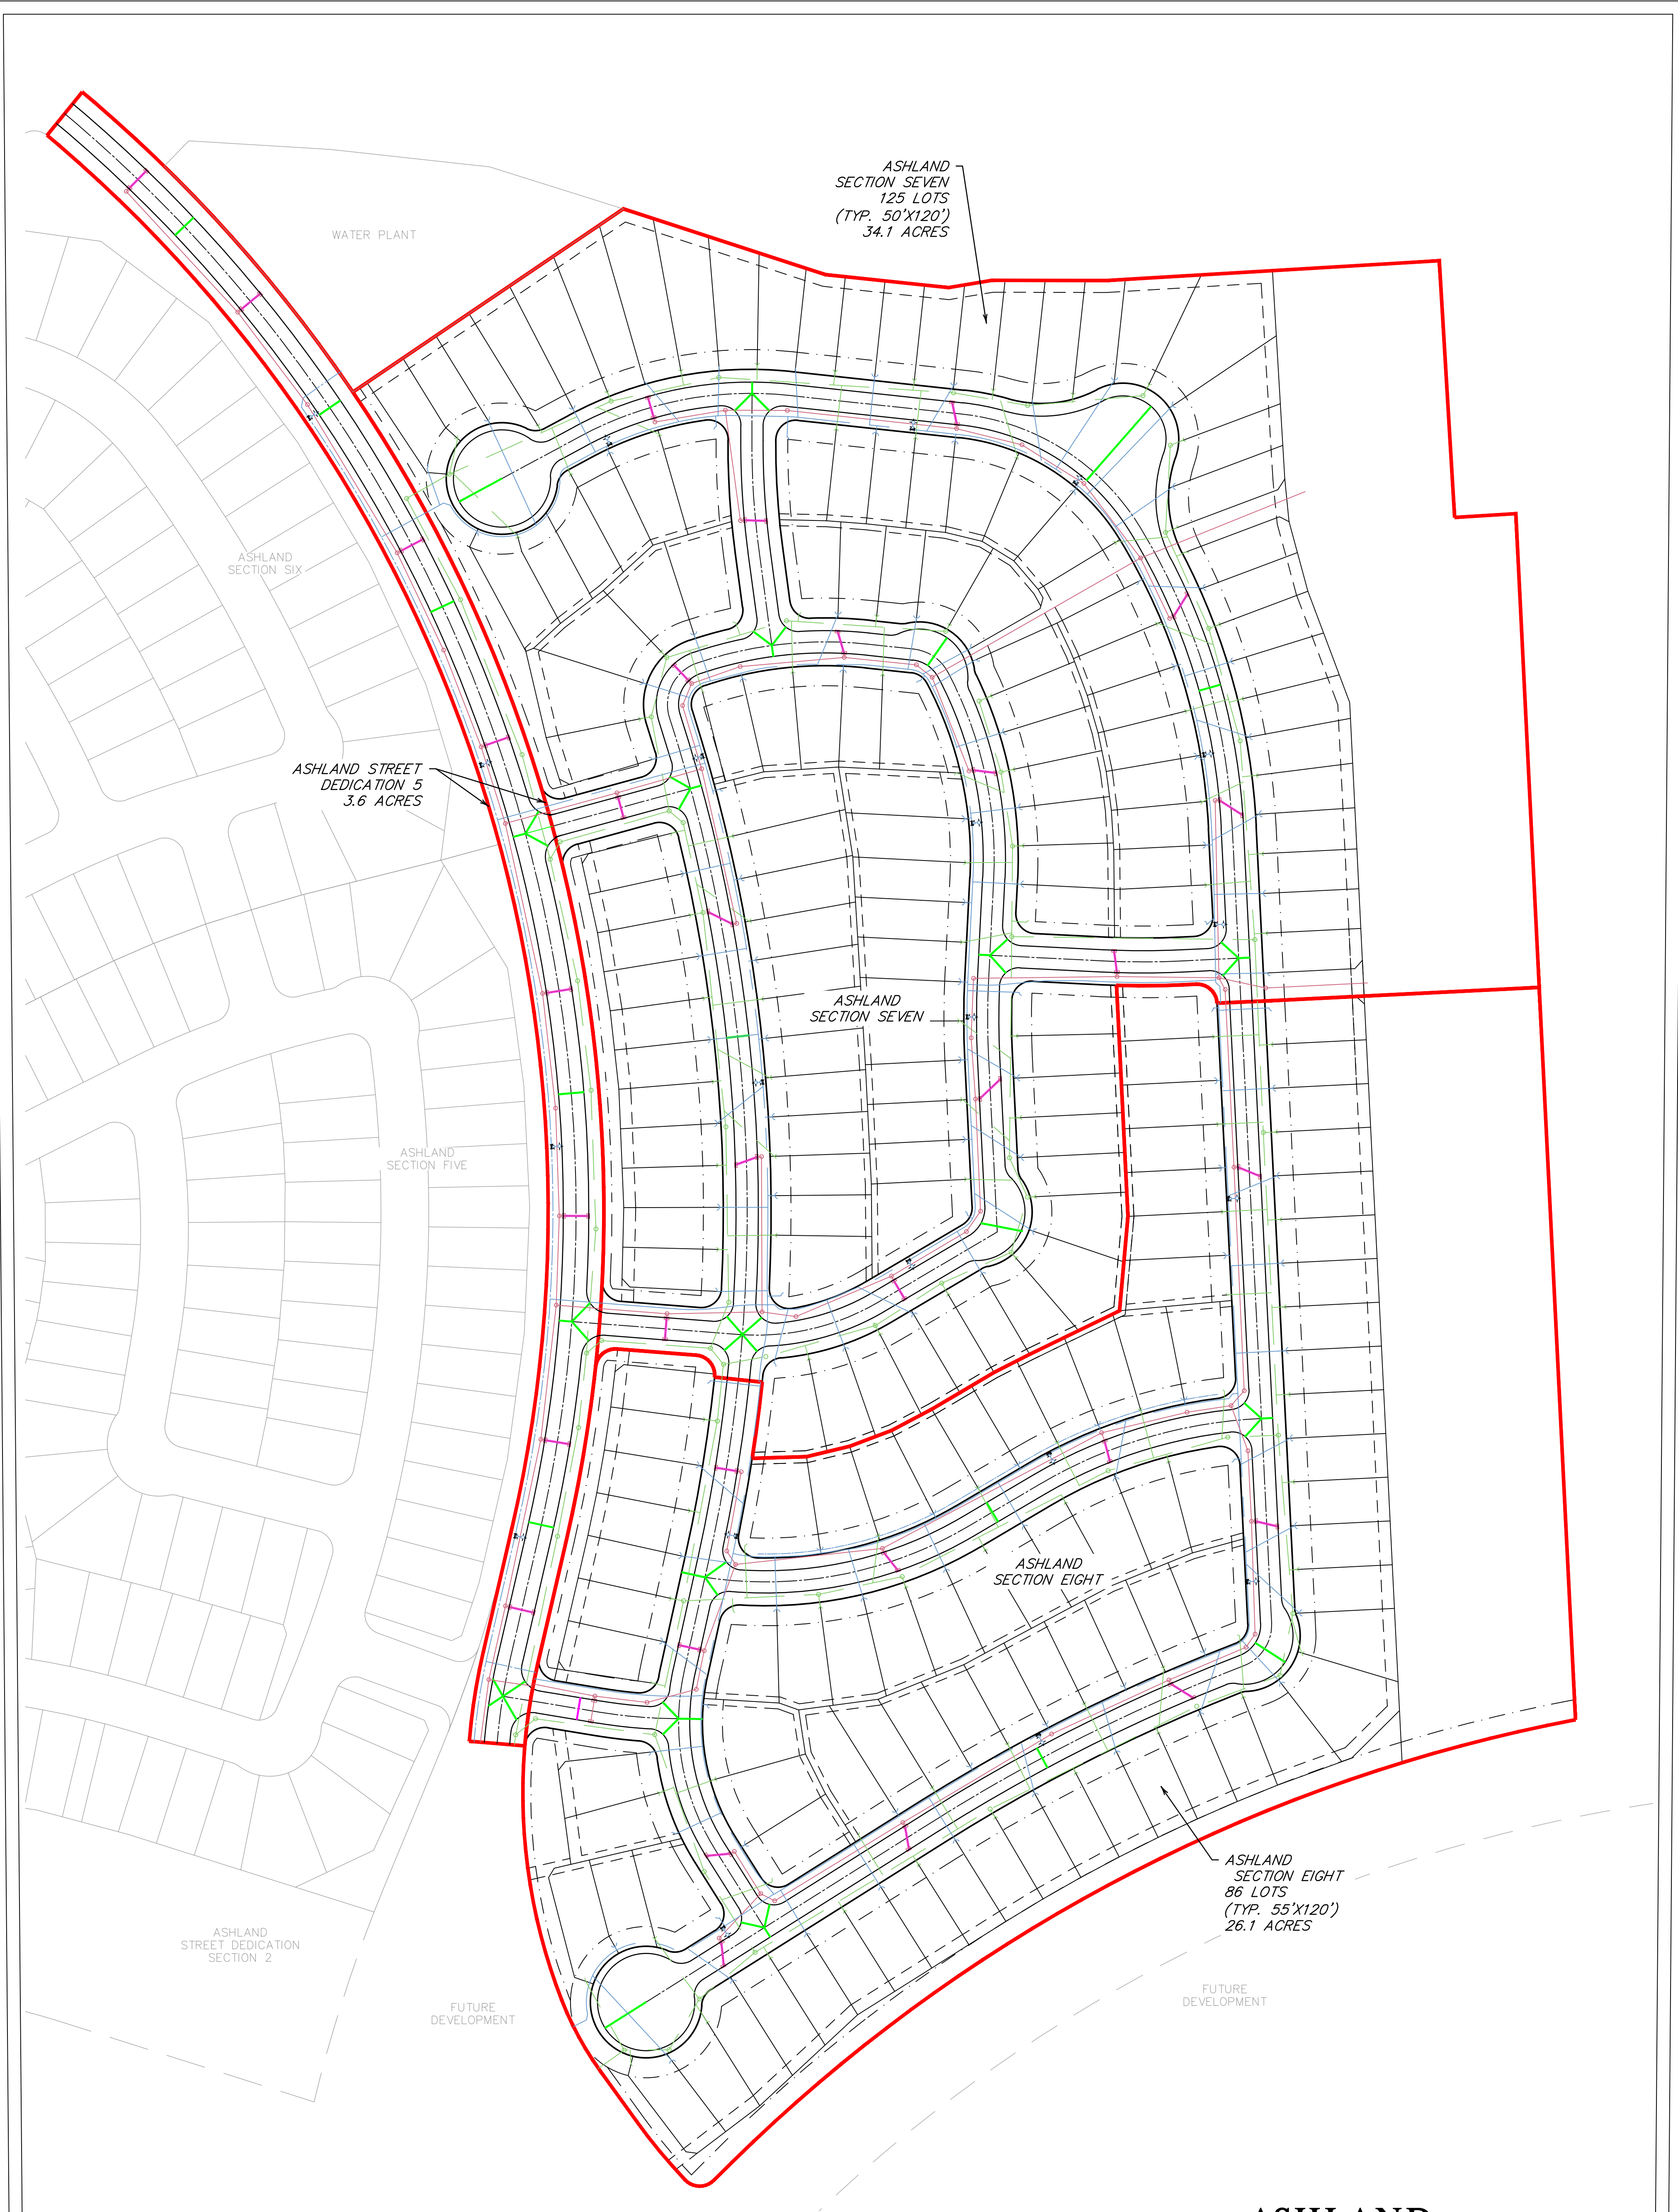 ASHLAND
SECTION SEVEN
125 LOTS
(TYP. 50'X120')
34.1 ACRES
WATER PLANT
ASHLAND
SECTION SIX
ASHLAND STREET
DEDICATION 5
3.6 ACRES
ASHLAND
SECTION SEVEN
ASHLAND
SECTION FIVE
ASHLAND
SECTION EIGHT
ASHLAND
SECTION EIGHT
86 LOTS
(TYP. 55'X120')
26.1 ACRES
ASHLAND
STREET DEDICATION
SECTION 2
FUTURE
DEVELOPMENT
FUTURE
DEVELOPMENT
ASHLAND